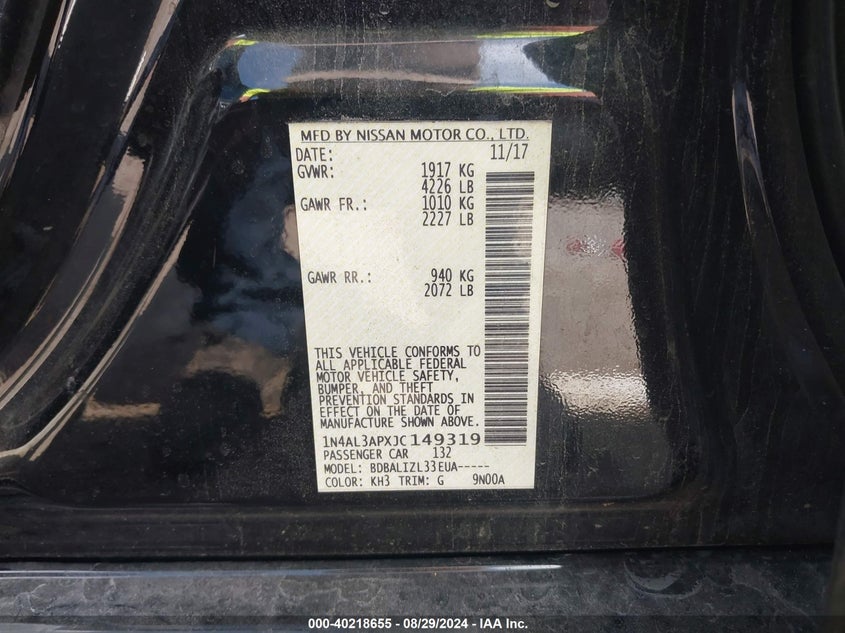 MFD BY NISSAN MOTOR CO., LTD.
DATE: 11/17
GVWR: 1917 KG
4226 LB
GAWR FR.: 1010 KG
2227 LB
GAWR RR.: 940 KG
2072 LB
THIS VEHICLE CONFORMS TO
ALL APPLICABLE FEDERAL
MOTOR VEHICLE SAFETY,
BUMPER, AND THEFT
PREVENTION STANDARDS IN
EFFECT ON THE DATE OF
MANUFACTURE SHOWN ABOVE.
1N4AL3APXJC149319
PASSENGER CAR 132
MODEL: BDBALIZL33EUA-----
COLOR: KH3 TRIM: G 9N00A
000-40218655 - 08/29/2024 - IAA Inc.